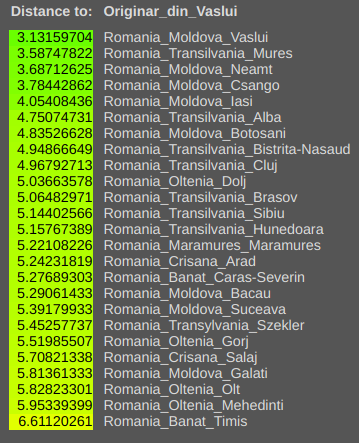 Distance to: Originar_din_Vaslui
3.13159704 Romania_Moldova_Vaslui
3.58747822 Romania_Transilvania_Mures
3.68712625 Romania_Moldova_Neamt
3.78442862 Romania_Moldova_Csango
4.05408436 Romania_Moldova_Iasi
4.75074731 Romania_Transilvania_Alba
4.83526628 Romania_Moldova_Botosani
4.94866649 Romania_Transilvania_Bistrita-Nasaud
4.96792713 Romania_Transilvania_Cluj
5.03663578 Romania_Oltenia_Dolj
5.06482971 Romania_Transilvania_Brasov
5.14402566 Romania_Transilvania_Sibiu
5.15767389 Romania_Transilvania_Hunedoara
5.22108226 Romania_Maramures_Maramures
5.24231819 Romania_Crisana_Arad
5.27689303 Romania_Banat_Caras-Severin
5.29061433 Romania_Moldova_Bacau
5.39179933 Romania_Moldova_Suceava
5.45257737 Romania_Transylvania_Szekler
5.51985507 Romania_Oltenia_Gorj
5.70821338 Romania_Crisana_Salaj
5.81361333 Romania_Moldova_Galati
5.82823301 Romania_Oltenia_Olt
5.95339399 Romania_Oltenia_Mehedinti
6.61120261 Romania_Banat_Timis